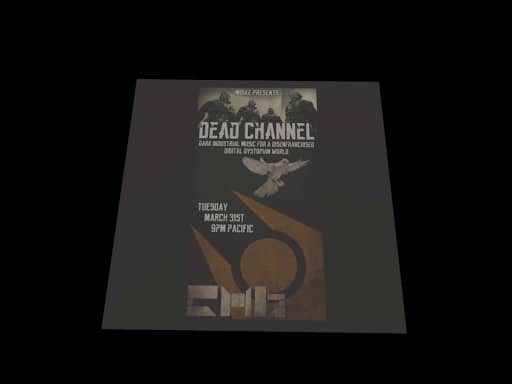 PRESENTS
DEAD CHANNEL
DARK INDUSTRIAL MUSIC FOR A DISENFRANCHISED
DIGITAL DYSTOPIAN WORLD
TUESDAY
MARCH 31ST
9PM PACIFIC